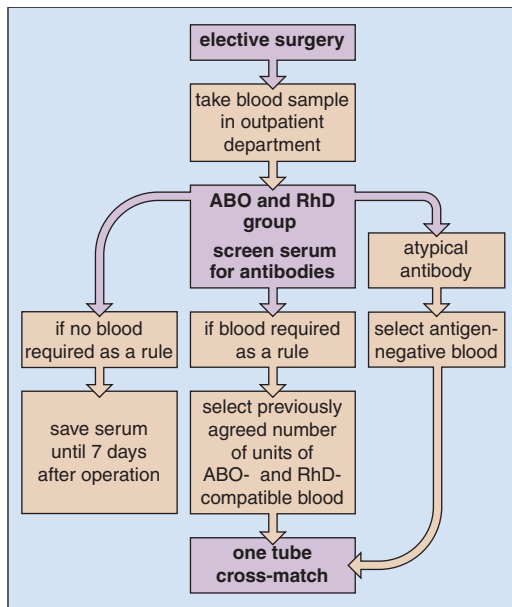 elective surgery
take blood sample
in outpatient
department
ABO and RhD
group
screen serum
for antibodies
atypical
antibody
if no blood
required as a rule
if blood required
as a rule
select antigen-
negative blood
save serum
until 7 days
after operation
select previously
agreed number
of units of
ABO- and RhD-
compatible blood
one tube
cross-match